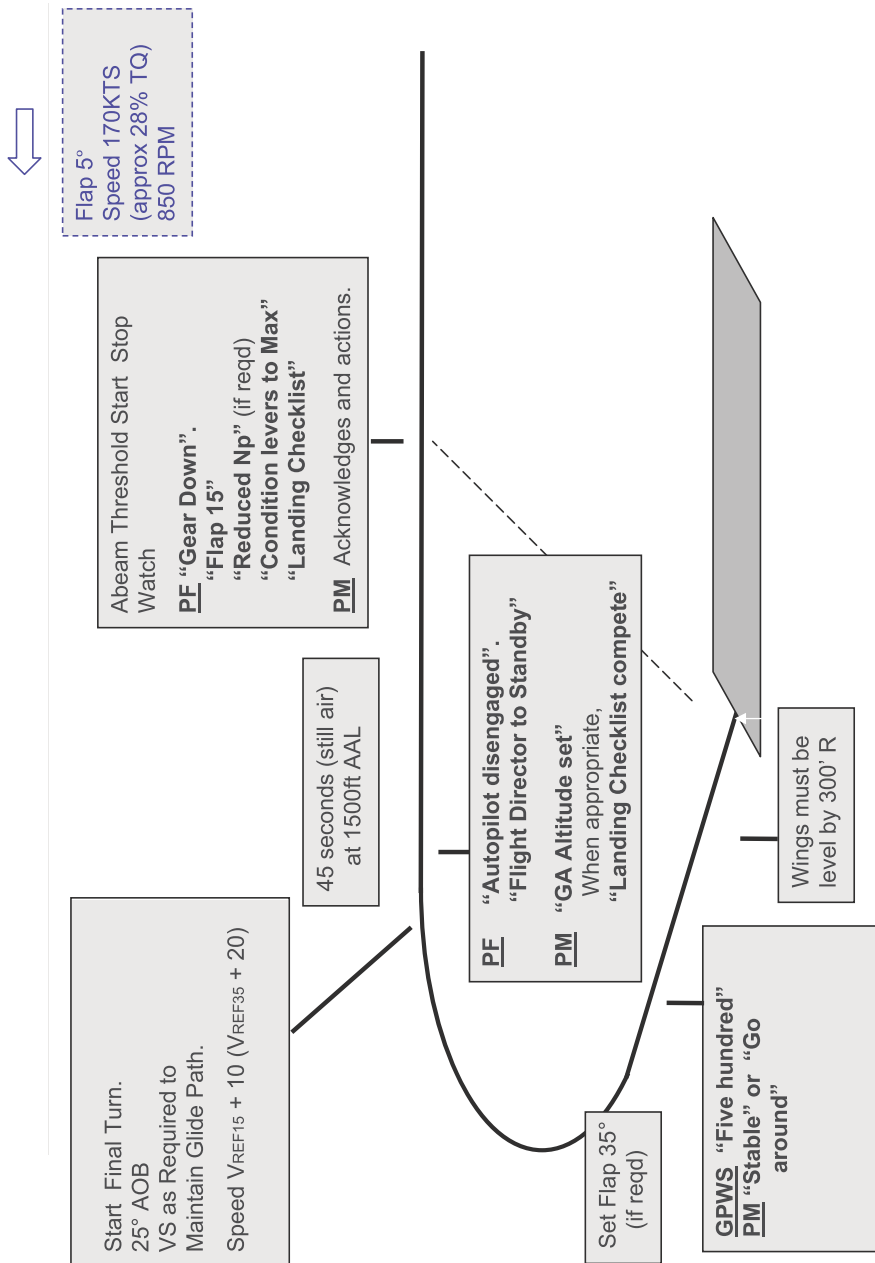 Flap 5°
Speed 170KTS
(approx 28% TQ)
850 RPM
Abeam Threshold Start Stop
Watch
PF “Gear Down”.
“Flap 15”
“Reduced Np” (if reqd)
“Condition levers to Max”
“Landing Checklist”
PM Acknowledges and actions.
45 seconds (still air)
at 1500ft AAL
PF “Autopilot disengaged”.
“Flight Director to Standby”
PM “GA Altitude set”
When appropriate,
“Landing Checklist compete”
Start Final Turn.
25° AOB
VS as Required to
Maintain Glide Path.
Speed VREF15 + 10 (VREF35 + 20)
Set Flap 35°
(if reqd)
GPWS “Five hundred”
PM “Stable” or “Go
around”
Wings must be
level by 300’ R